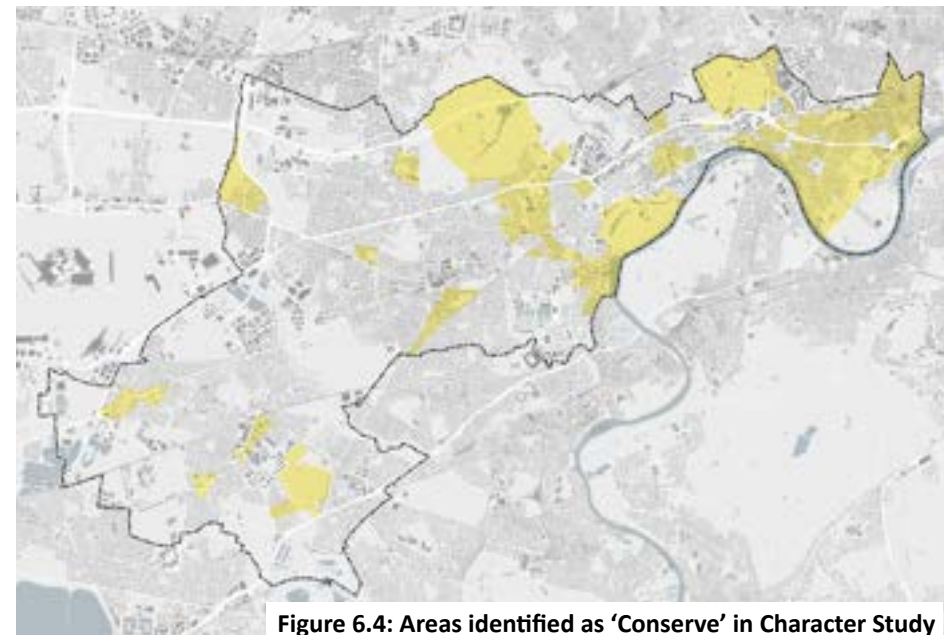 Figure 6.4: Areas identified as ‘Conserve’ in Character Study